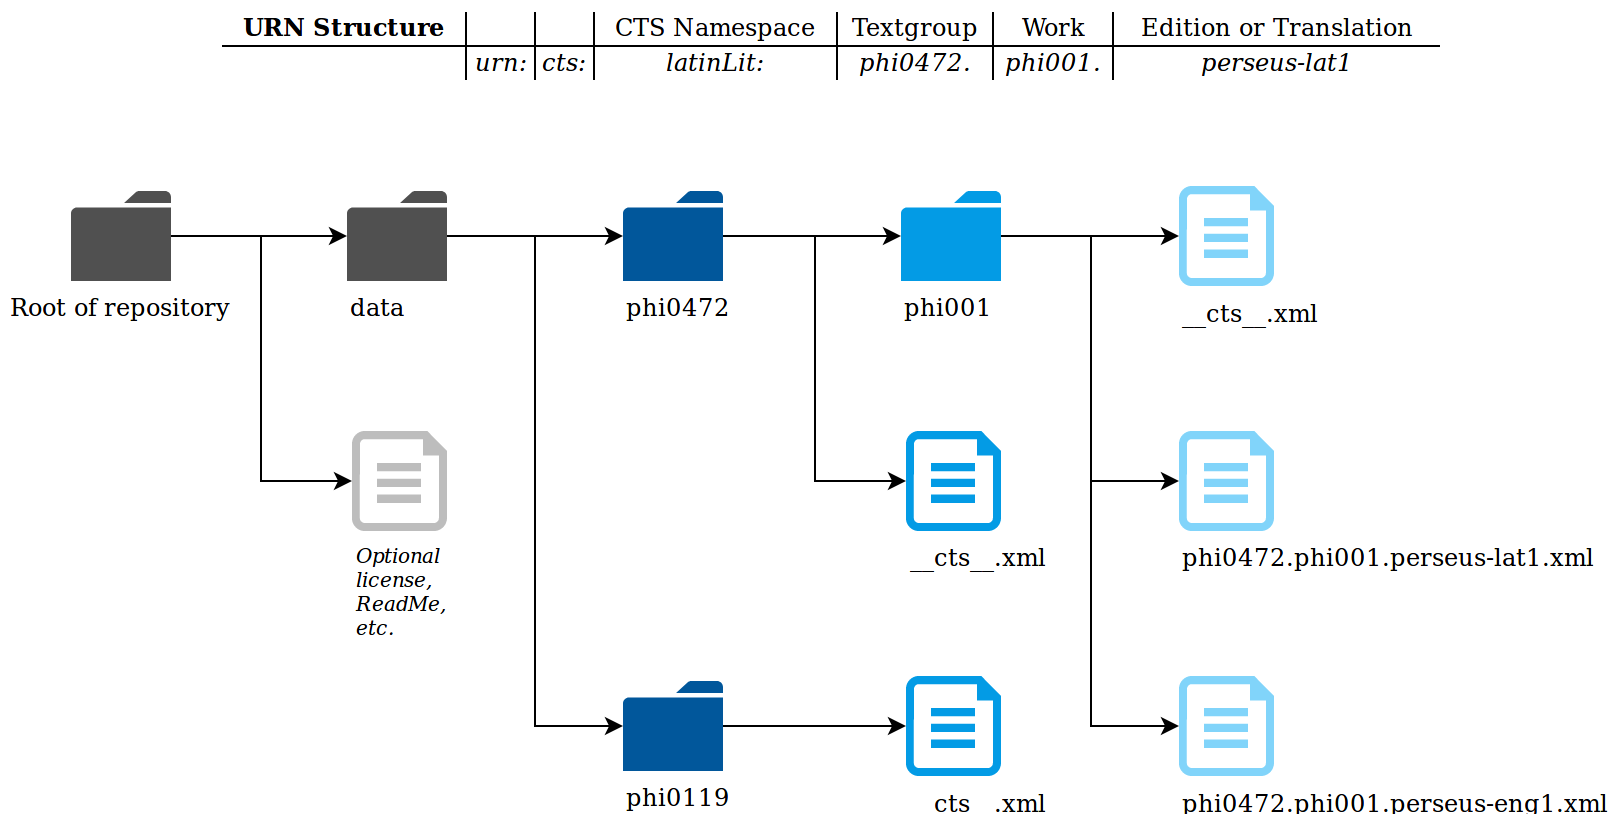 URN Structure CTS Namespace Textgroup Work Edition or Translation
urn: cts: latinLit: phi0472. phi001. perseus-lat1
Root of repository data phi0472 phi001 __cts__.xml
Optional
license,
ReadMe,
etc.
__cts__.xml phi0472.phi001.perseus-lat1.xml
phi0119 cts .xml phi0472.phi001.perseus-eng1.xml